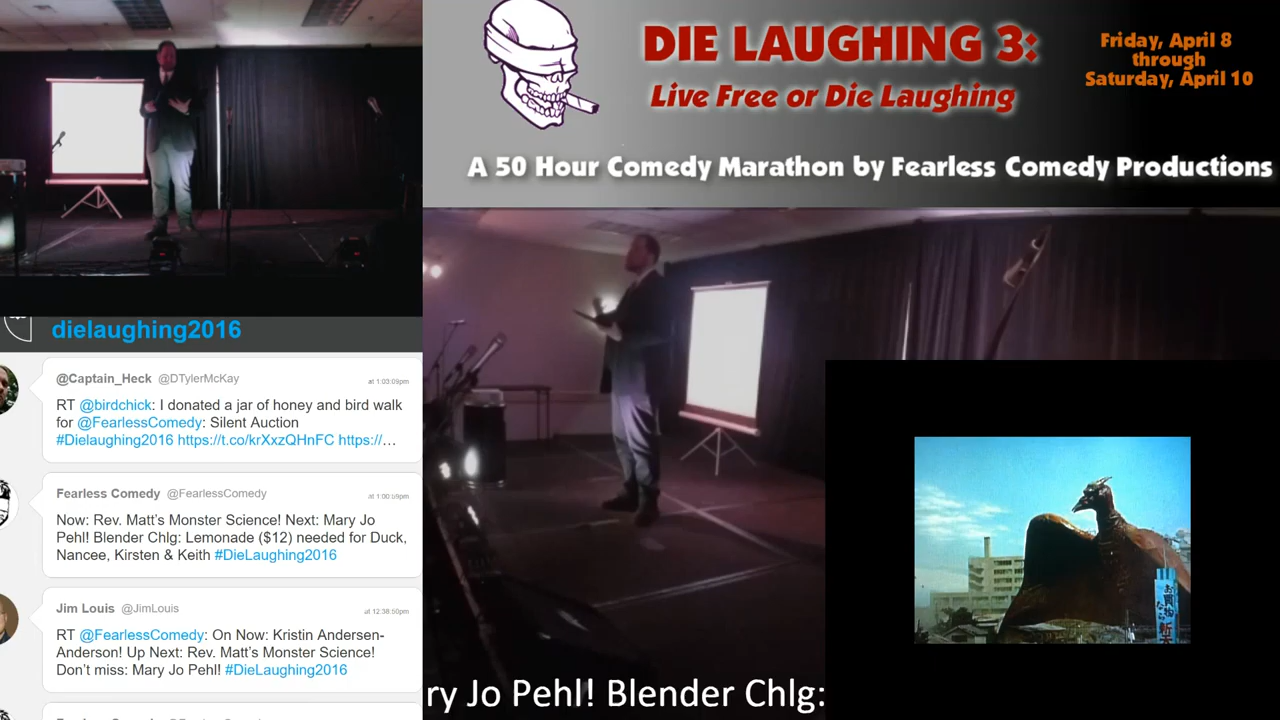 DIE LAUGHING 3:
Live Free or Die Laughing
Friday, April 8
through
Saturday, April 10
A 50 Hour Comedy Marathon by Fearless Comedy Productions
dielaughing2016
@Captain_Heck @DTylerMcKay
at 1:03:09pm
RT @birdchick: I donated a jar of honey and bird walk
for @FearlessComedy: Silent Auction
#Dielaughing2016 https://t.co/krXxzQHnFC https://…
Fearless Comedy @FearlessComedy
Now: Rev. Matt's Monster Science! Next: Mary Jo
Pehl! Blender Chlg: Lemonade ($12) needed for Duck,
Nancee, Kirsten & Keith #DieLaughing2016
Jim Louis @JimLouis
RT @FearlessComedy: On Now: Kristin Andersen-
Anderson! Up Next: Rev. Matt's Monster Science!
Don't miss: Mary Jo Pehl! #DieLaughing2016
ry Jo Pehl! Blender Chlg: